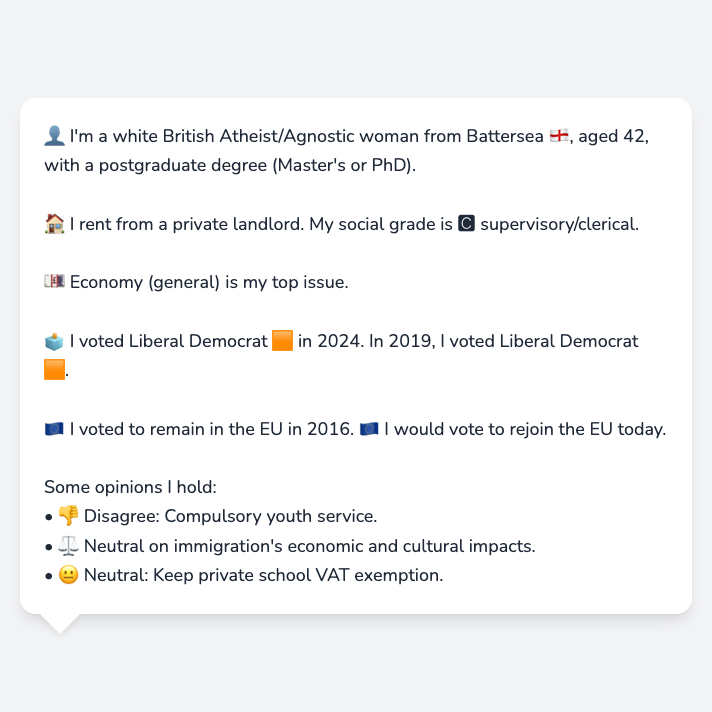 👤 I'm a white British Atheist/Agnostic woman from Battersea 🏴󠁧󠁢󠁥󠁮󠁧󠁿, aged 42,
with a postgraduate degree (Master's or PhD).
🏠 I rent from a private landlord. My social grade is 🅲 supervisory/clerical.
💷 Economy (general) is my top issue.
🗳️ I voted Liberal Democrat 🟧 in 2024. In 2019, I voted Liberal Democrat
🟧.
🇪🇺 I voted to remain in the EU in 2016. 🇪🇺 I would vote to rejoin the EU today.
Some opinions I hold:
• 👎 Disagree: Compulsory youth service.
• ⚖️ Neutral on immigration's economic and cultural impacts.
• 😐 Neutral: Keep private school VAT exemption.